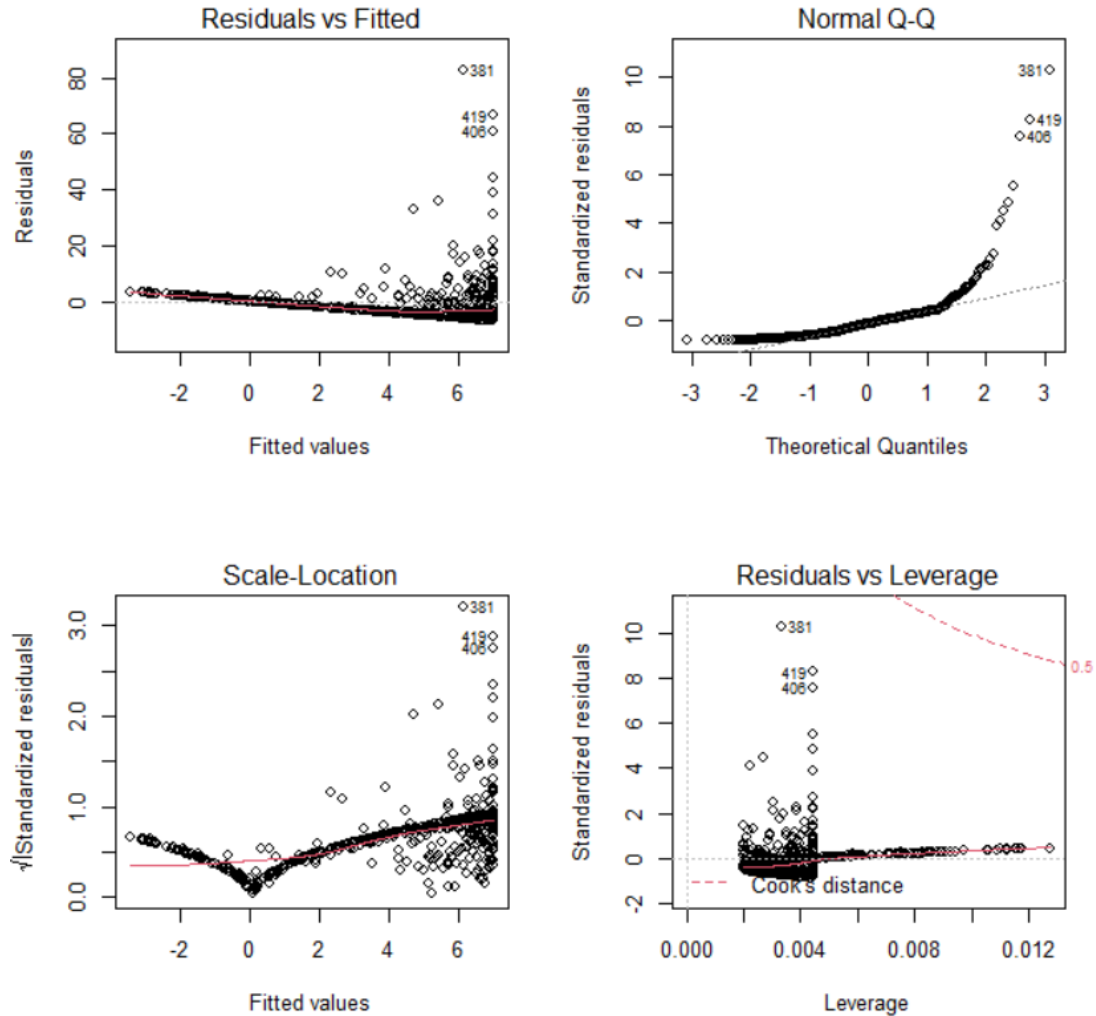 Residuals vs Fitted
Residuals
80
60
40
20
0
381
419
406
-2 0 2 4 6
Fitted values
Normal Q-Q
Standardized residuals
10
8
6
4
2
0
381
419
406
-3 -2 -1 0 1 2 3
Theoretical Quantiles
Scale-Location
√|Standardized residuals|
3.0
2.0
1.0
0.0
381
419
406
-2 0 2 4 6
Fitted values
Residuals vs Leverage
Standardized residuals
10
8
6
4
2
0
-2
381
419
406
0.5
Cook's distance
0.000 0.004 0.008 0.012
Leverage